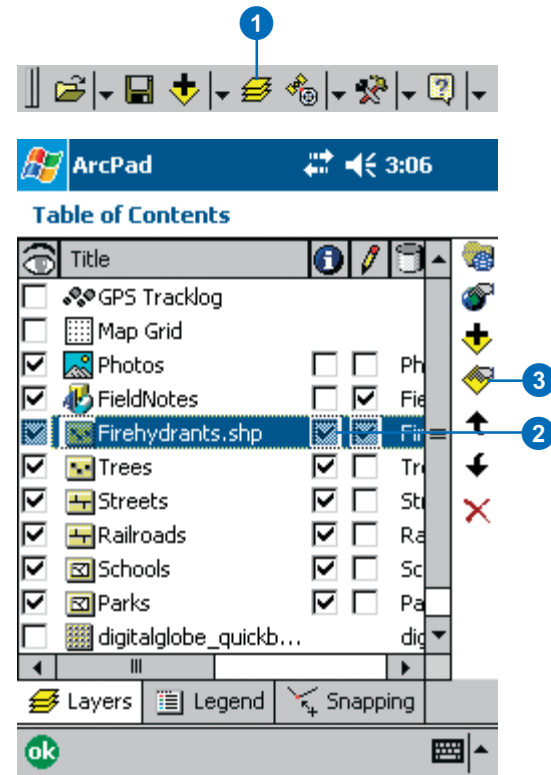 1
ArcPad 3:06
Table of Contents
Title
GPS Tracklog
Map Grid
Photos Ph
3
FieldNotes Fie
Firehydrants.shp Fir
2
Trees Tr
Streets St
Railroads Ra
Schools Sc
Parks Pa
digitalglobe_quickb... dig
Layers Legend Snapping
ok